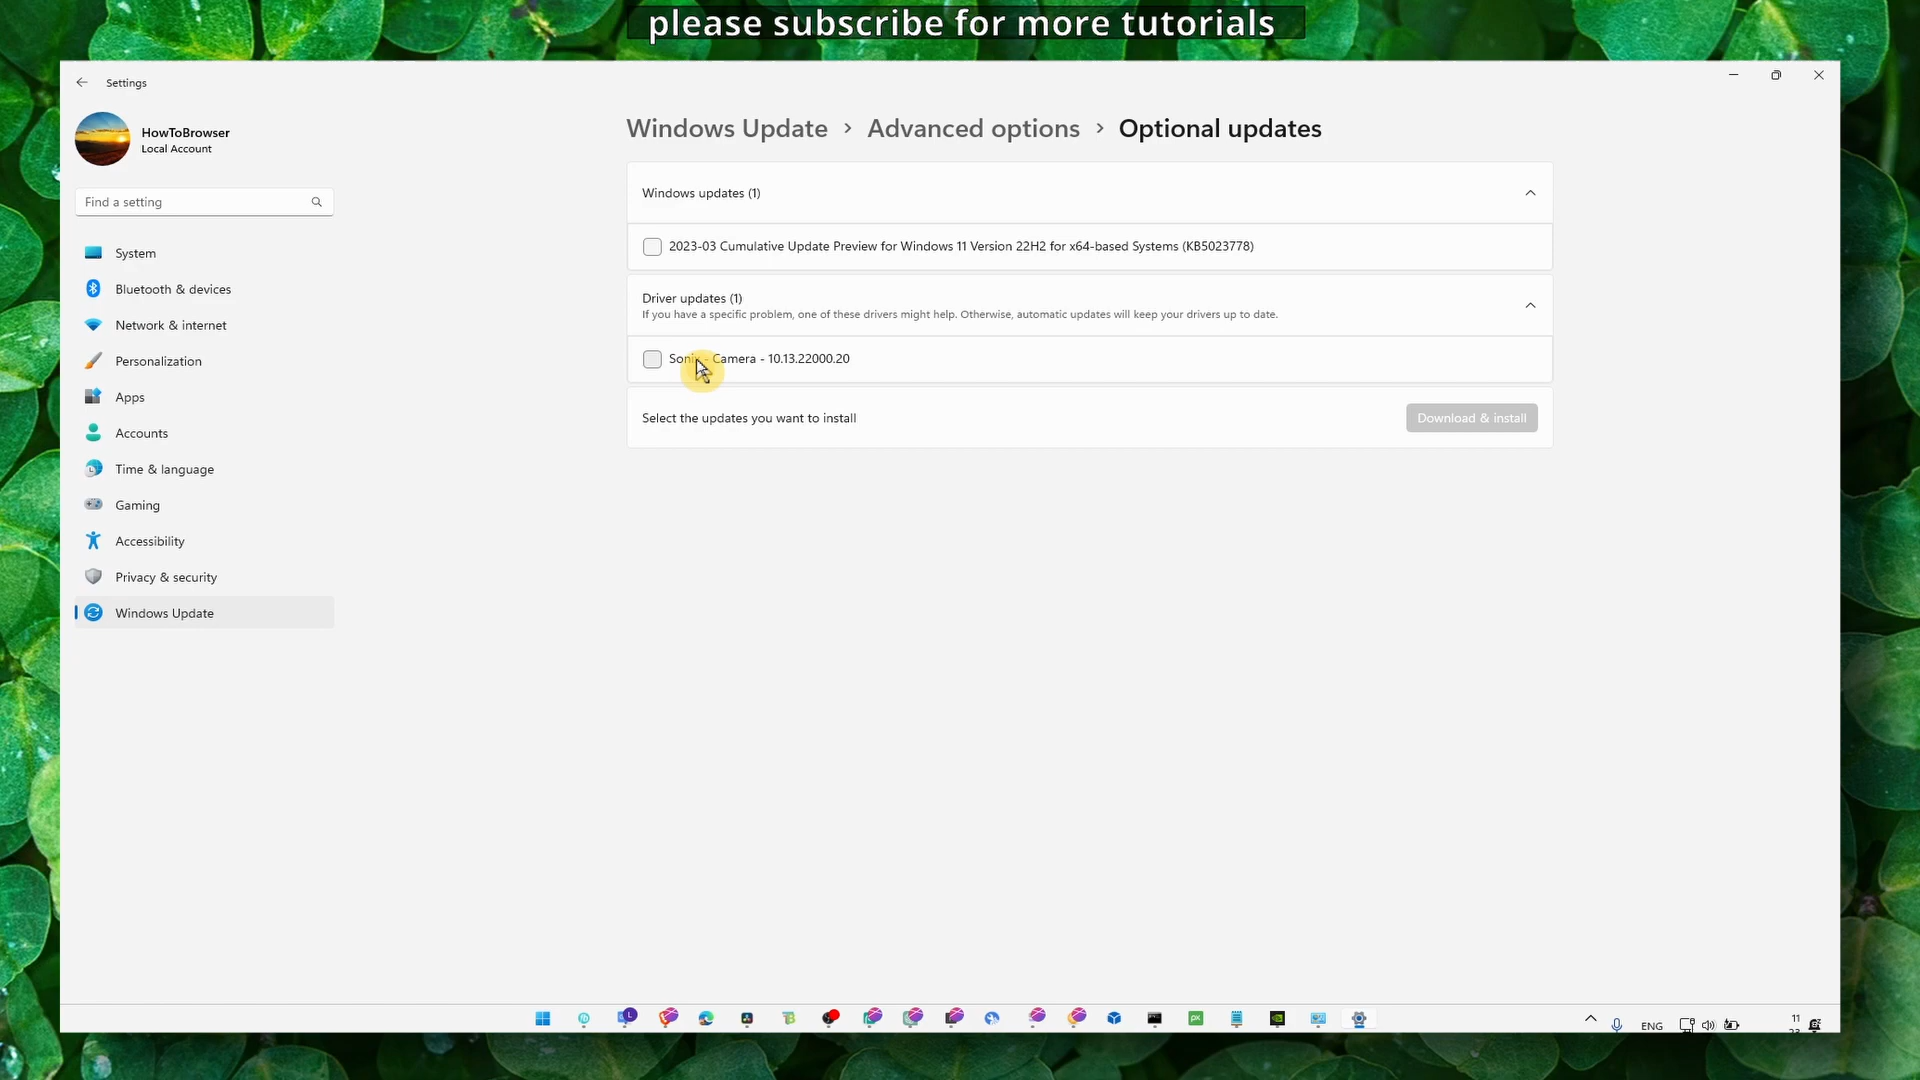 please subscribe for more tutorials
Settings
HowToBrowser
Local Account
Find a setting
System
Bluetooth & devices
Network & internet
Personalization
Apps
Accounts
Time & language
Gaming
Accessibility
Privacy & security
Windows Update
Windows Update > Advanced options > Optional updates
Windows updates (1)
2023-03 Cumulative Update Preview for Windows 11 Version 22H2 for x64-based Systems (KB5023778)
Driver updates (1)
If you have a specific problem, one of these drivers might help. Otherwise, automatic updates will keep your drivers up to date.
- Camera - 10.13.22000.20
Select the updates you want to install
Download & install
ENG
11